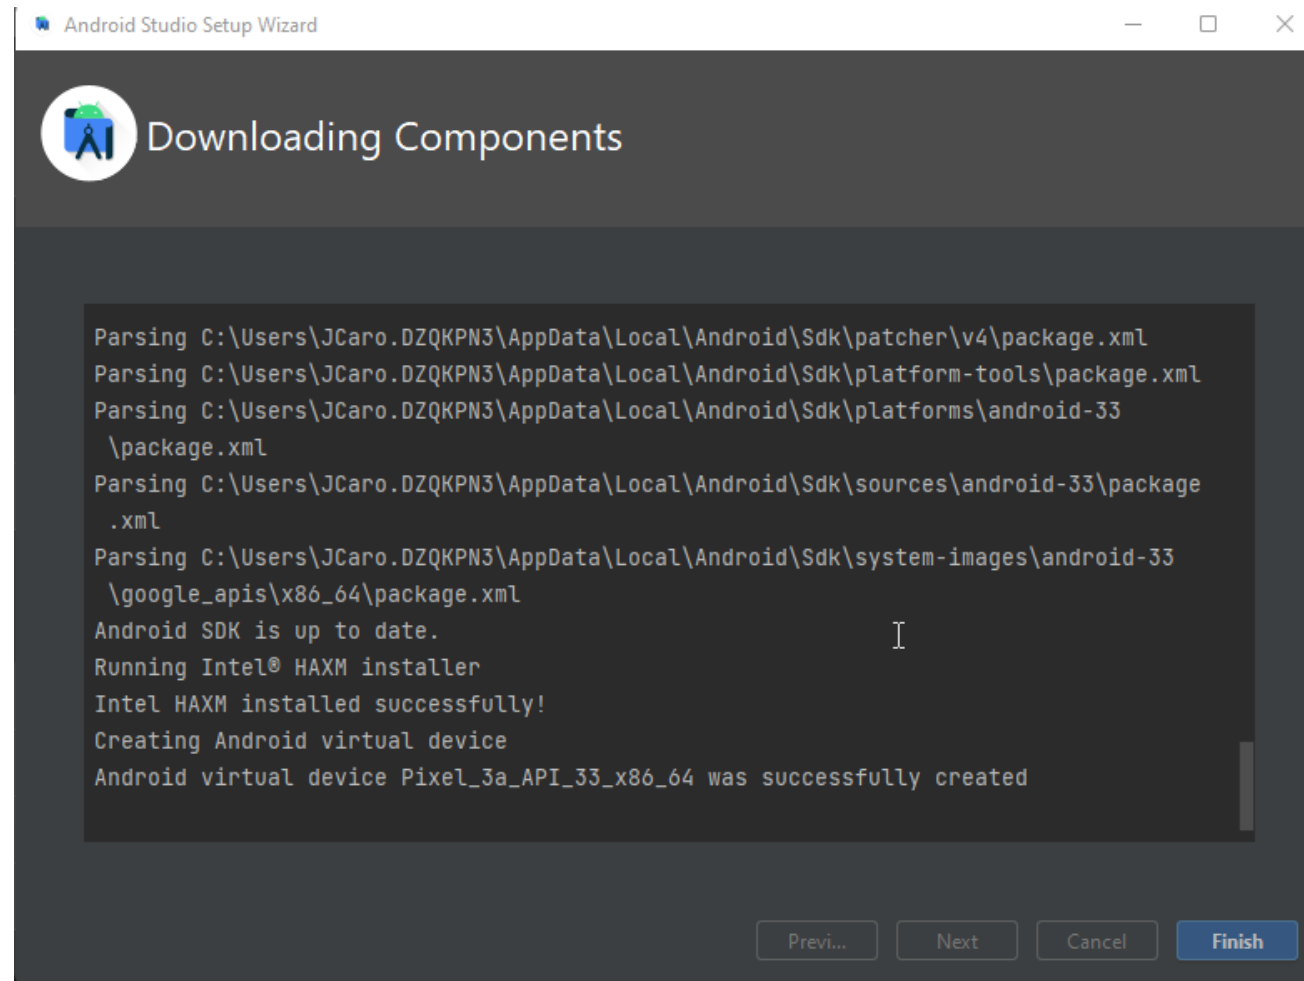 Android Studio Setup Wizard
Downloading Components
Parsing C:\Users\JCaro.DZQKPN3\AppData\Local\Android\Sdk\patcher\v4\package.xml
Parsing C:\Users\JCaro.DZQKPN3\AppData\Local\Android\Sdk\platform-tools\package.xml
Parsing C:\Users\JCaro.DZQKPN3\AppData\Local\Android\Sdk\platforms\android-33
\package.xml
Parsing C:\Users\JCaro.DZQKPN3\AppData\Local\Android\Sdk\sources\android-33\package
.xml
Parsing C:\Users\JCaro.DZQKPN3\AppData\Local\Android\Sdk\system-images\android-33
\google_apis\x86_64\package.xml
Android SDK is up to date.
Running Intel® HAXM installer
Intel HAXM installed successfully!
Creating Android virtual device
Android virtual device Pixel_3a_API_33_x86_64 was successfully created
Previ... Next Cancel Finish